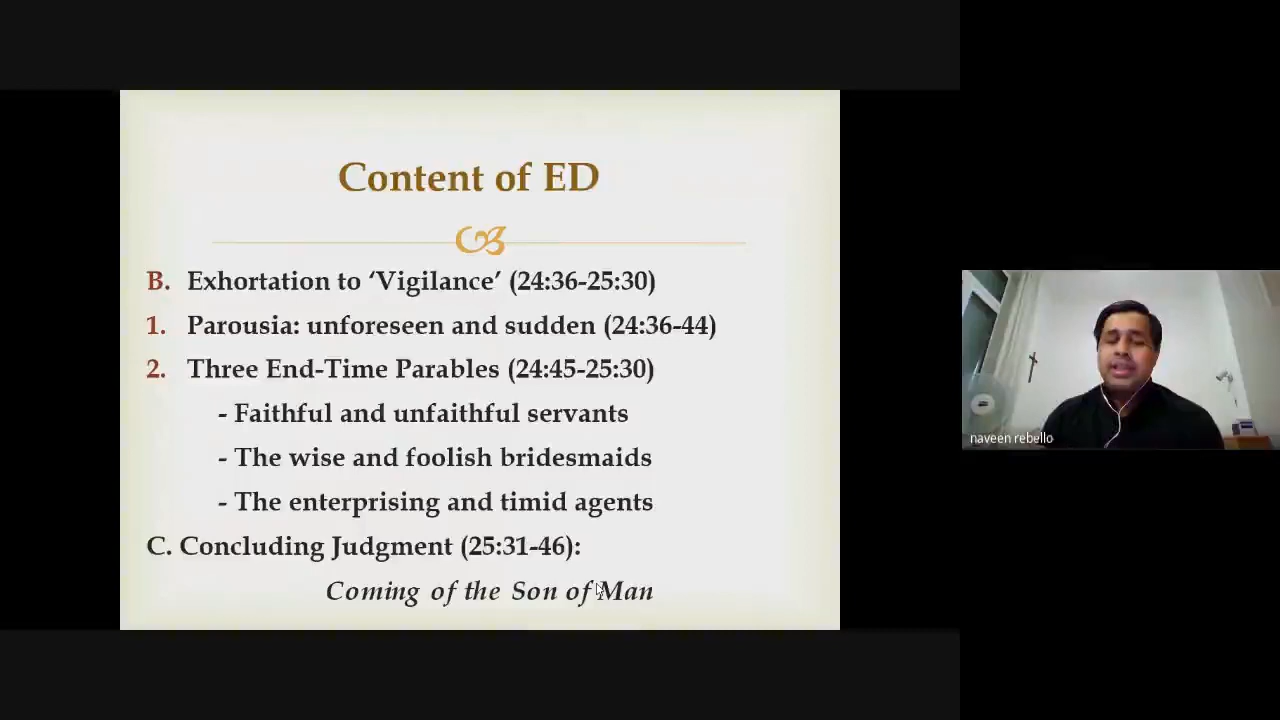 Content of ED
B. Exhortation to ‘Vigilance’ (24:36-25:30)
1. Parousia: unforeseen and sudden (24:36-44)
2. Three End-Time Parables (24:45-25:30)
- Faithful and unfaithful servants
- The wise and foolish bridesmaids
- The enterprising and timid agents
C. Concluding Judgment (25:31-46):
Coming of the Son of Man
naveen rebello